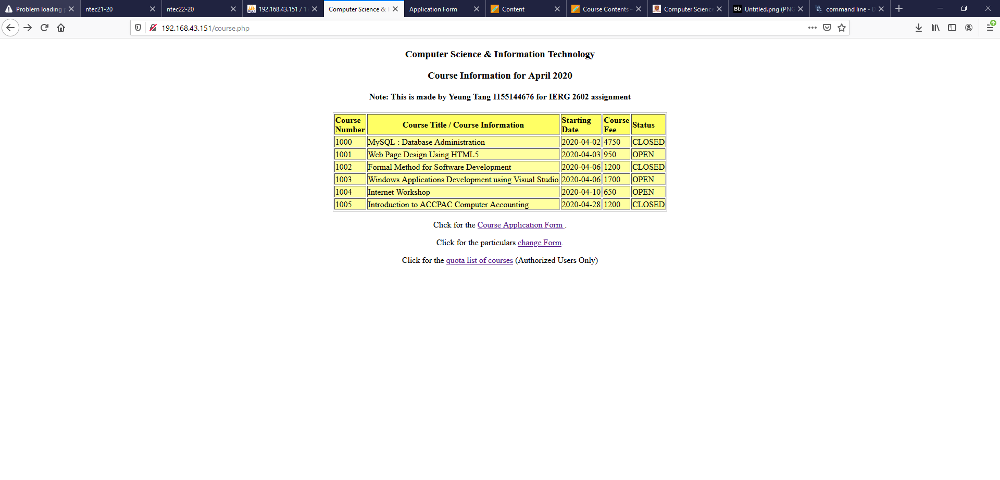 Problem loading
ntec21-20
ntec22-20
192.168.43.151 / 1
Computer Science &
Application Form
Content
Course Contents -
Computer Science
Bb Untitled.png (PNG
command line - D
192.168.43.151/course.php
Computer Science & Information Technology
Course Information for April 2020
Note: This is made by Yeung Tang 1155144676 for IERG 2602 assignment
Course Number Course Title / Course Information Starting Date Course Fee Status
1000 MySQL : Database Administration 2020-04-02 4750 CLOSED
1001 Web Page Design Using HTML5 2020-04-03 950 OPEN
1002 Formal Method for Software Development 2020-04-06 1200 CLOSED
1003 Windows Applications Development using Visual Studio 2020-04-06 1700 OPEN
1004 Internet Workshop 2020-04-10 650 OPEN
1005 Introduction to ACCPAC Computer Accounting 2020-04-28 1200 CLOSED
Click for the Course Application Form .
Click for the particulars change Form.
Click for the quota list of courses (Authorized Users Only)